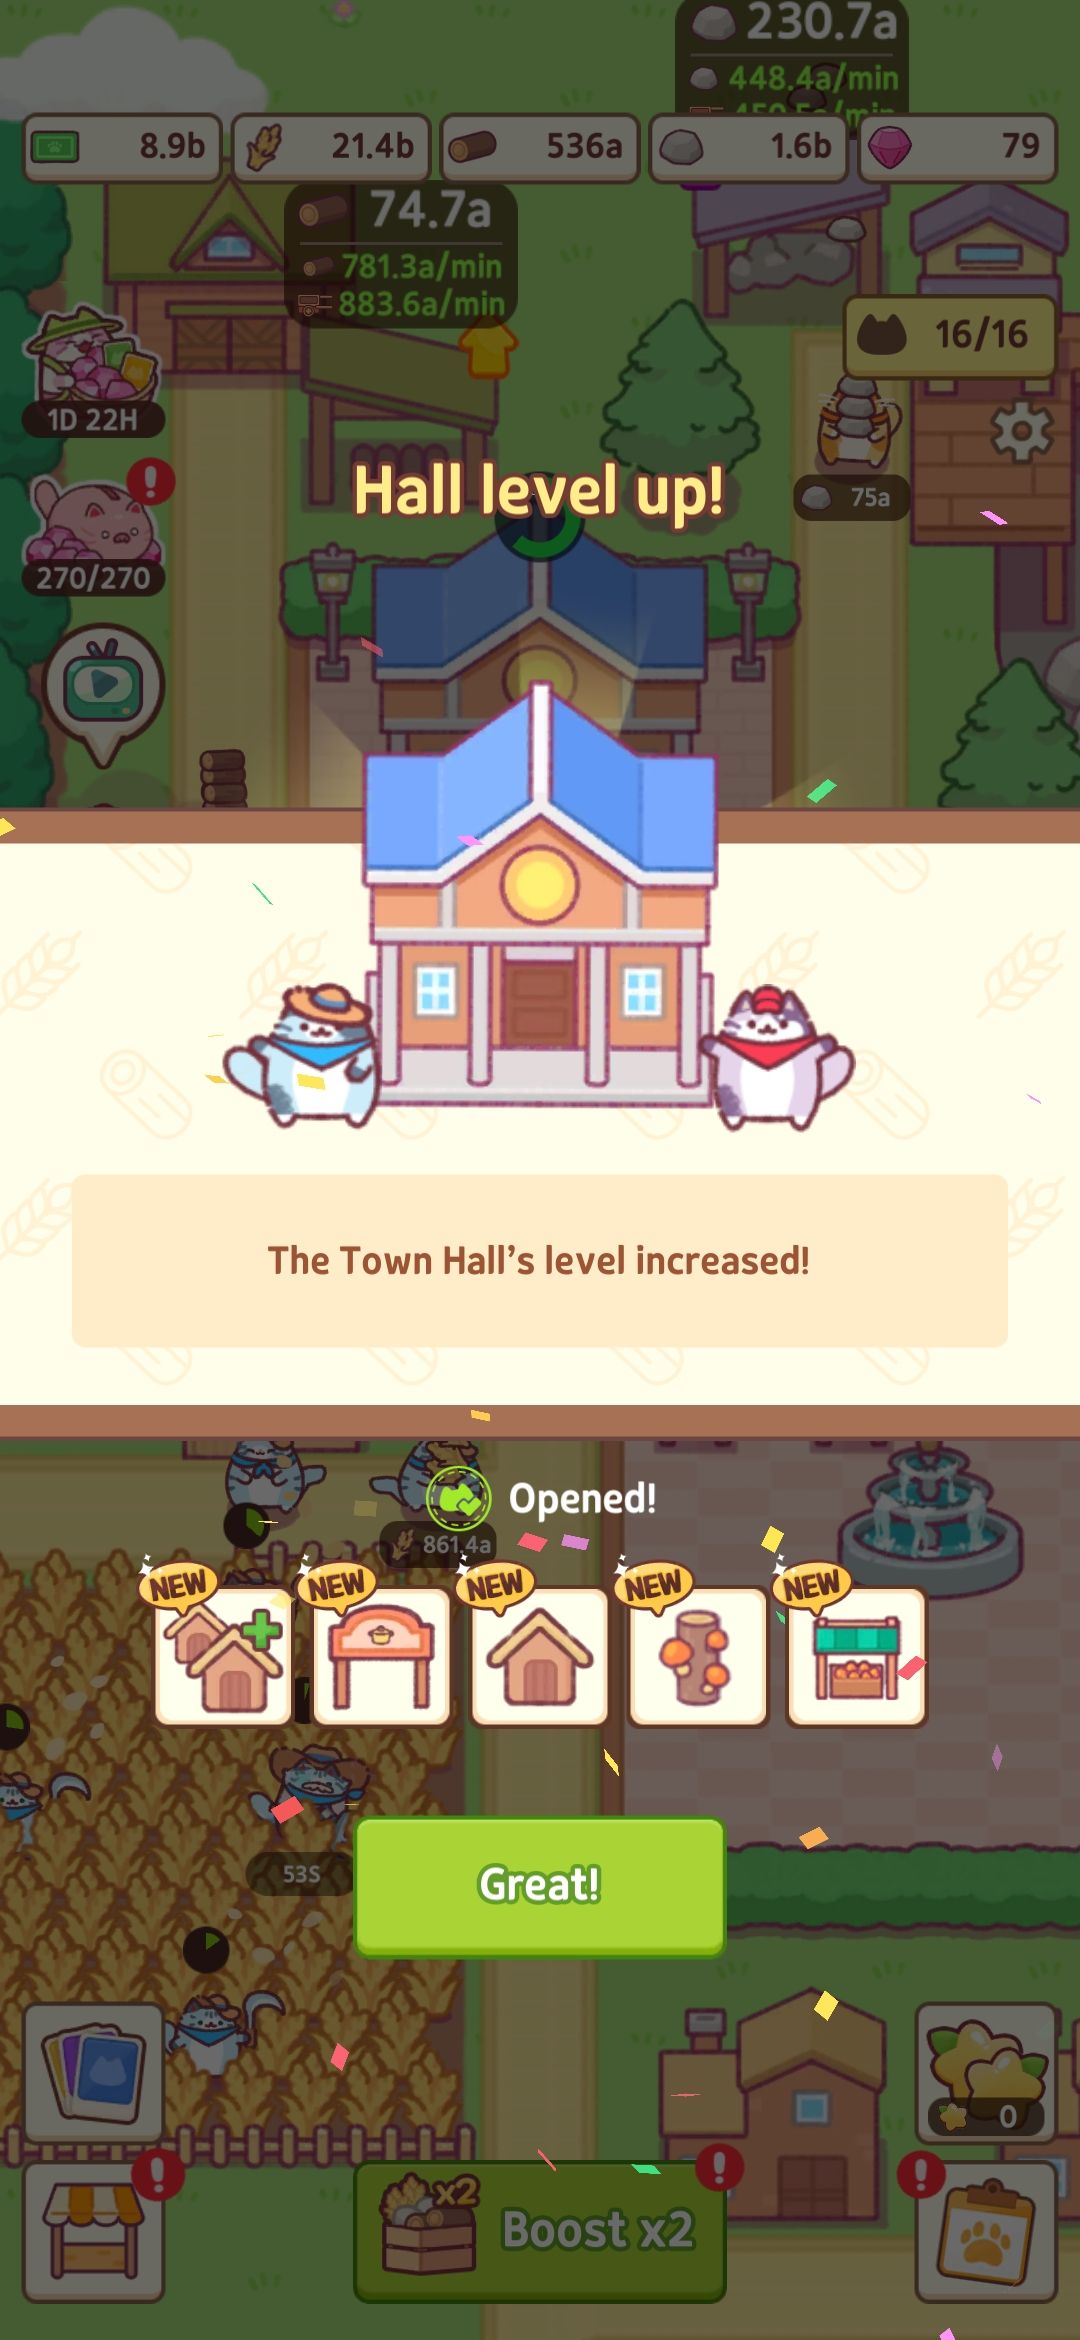 230.7a
448.4a/min
8.9b
21.4b
536a
1.6b
79
74.7a
781.3a/min
883.6a/min
16/16
1D 22H
75a
270/270
Hall level up!
The Town Hall's level increased!
Opened!
861.4a
NEW
NEW
NEW
NEW
NEW
53S
Great!
0
x2
Boost x2